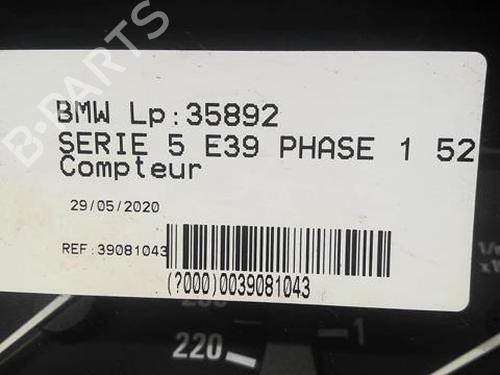 B-PARTS
BMW Lp:35892
SERIE 5 E39 PHASE 1 52
Compteur
29/05/2020
REF:39081043
(?000)0039081043
220
1